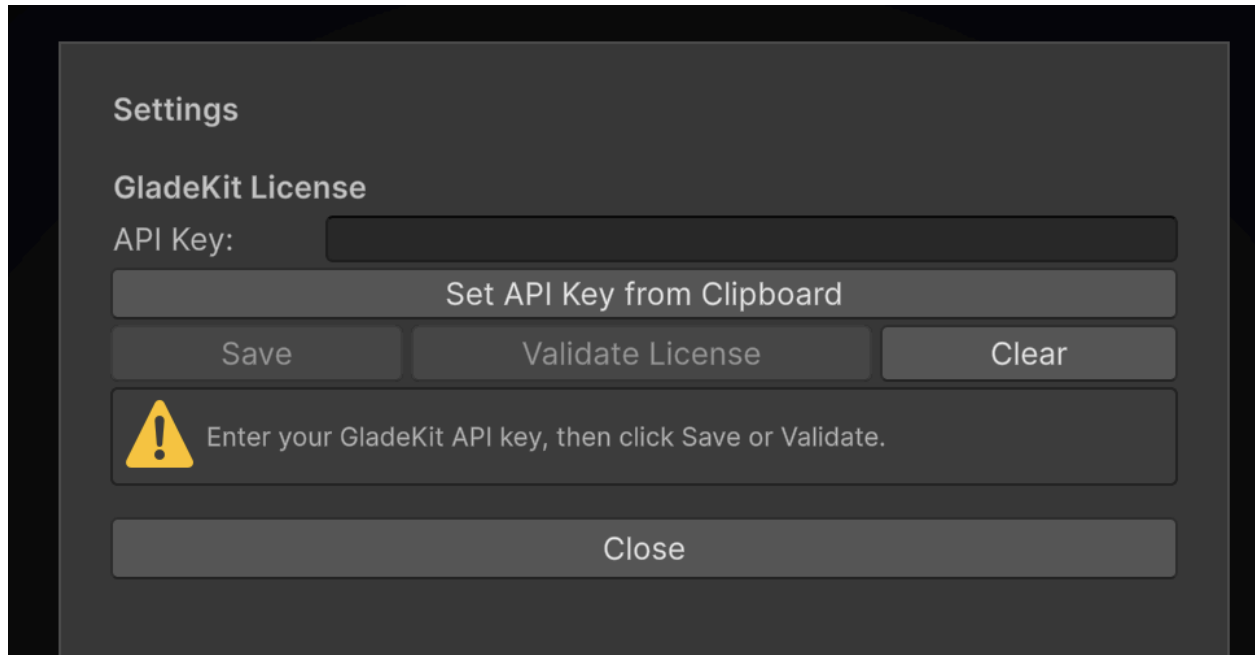 Settings
GladeKit License
API Key:
Set API Key from Clipboard
Save Validate License Clear
Enter your GladeKit API key, then click Save or Validate.
Close